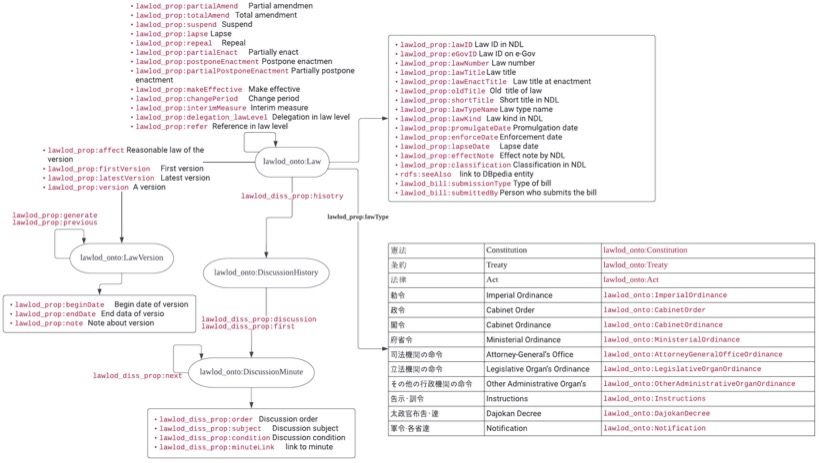 • lawlod_prop:partialAmend Partial amendmen
• lawlod_prop:totalAmend Total amendment
• lawlod_prop:suspend Suspend
• lawlod_prop:lapse Lapse
• lawlod_prop:repeal Repeal
• lawlod_prop:partialEnact Partially enact
• lawlod_prop:postponeEnactment Postpone enactmen
• lawlod_prop:partialPostponeEnactment Partially postpone
enactment
• lawlod_prop:makeEffective Make effective
• lawlod_prop:changePeriod Change period
• lawlod_prop:interimMeasure Interim measure
• lawlod_prop:delegation_lawLevel Delegation in law level
• lawlod_prop:refer Reference in law level
• lawlod_prop:lawID Law ID in NDL
• lawlod_prop:eGovID Law ID on e-Gov
• lawlod_prop:lawNumber Law number
• lawlod_prop:lawTitle Law title
• lawlod_prop:lawEnactTitle Law title at enactment
• lawlod_prop:oldTitle Old title of law
• lawlod_prop:shortTitle Short title in NDL
• lawlod_prop:lawTypeName Law type name
• lawlod_prop:lawKind Law kind in NDL
• lawlod_prop:promulgateDate Promulgation date
• lawlod_prop:enforceDate Enforcement date
• lawlod_prop:lapseDate Lapse date
• lawlod_prop:effectNote Effect note by NDL
• lawlod_prop:classification Classification in NDL
• rdfs:seeAlso link to DBpedia entity
• lawlod_bill:submissionType Type of bill
• lawlod_bill:submittedBy Person who submits the bill
lawlod_onto:Law
• lawlod_prop:affect Reasonable law of the
version
• lawlod_prop:firstVersion First version
• lawlod_prop:latestVersion Latest version
• lawlod_prop:version A version
lawlod_diss_prop:hisotry
lawlod_prop:lawType
lawlod_prop:generate
lawlod_prop:previous
lawlod_onto:LawVersion
lawlod_onto:DiscussionHistory
• lawlod_prop:beginDate Begin date of version
• lawlod_prop:endDate End data of versio
• lawlod_prop:note Note about version
lawlod_diss_prop:discussion
lawlod_diss_prop:first
lawlod_diss_prop:next
lawlod_onto:DiscussionMinute
• lawlod_diss_prop:order Discussion order
• lawlod_diss_prop:subject Discussion subject
• lawlod_diss_prop:condition Discussion condition
• lawlod_diss_prop:minuteLink link to minute
憲法 Constitution lawlod_onto:Constitution
条約 Treaty lawlod_onto:Treaty
法律 Act lawlod_onto:Act
勅令 Imperial Ordinance lawlod_onto:ImperialOrdinance
政令 Cabinet Order lawlod_onto:CabinetOrder
閣令 Cabinet Ordinance lawlod_onto:CabinetOrdinance
府省令 Ministerial Ordinance lawlod_onto:MinisterialOrdinance
司法機関の命令 Attorney-General's Office lawlod_onto:AttorneyGeneralOfficeOrdinance
立法機関の命令 Legislative Organ's Ordinance lawlod_onto:LegislativeOrganOrdinance
その他の行政機関の命令 Other Administrative Organ's lawlod_onto:OtherAdministrativeOrganOrdinance
告示·訓令 Instructions lawlod_onto:Instructions
太政官布告·達 Dajokan Decree lawlod_onto:DajokanDecree
軍令·各省達 Notification lawlod_onto:Notification